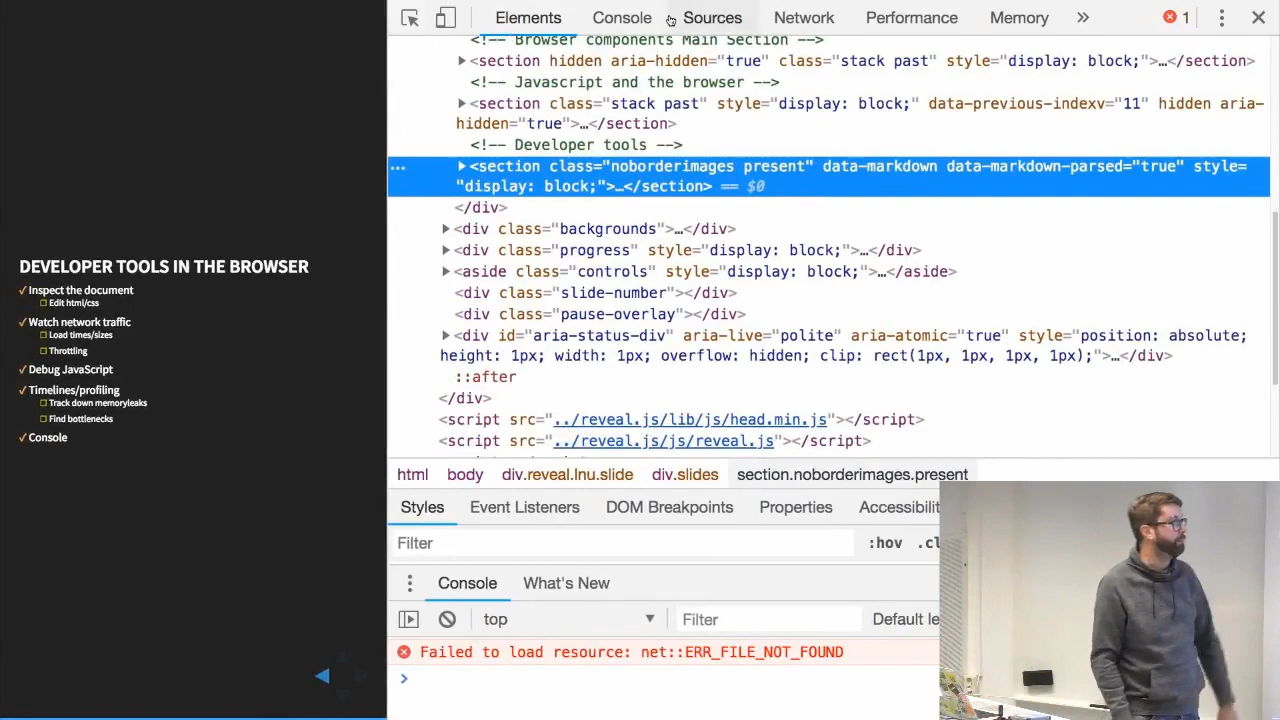 DEVELOPER TOOLS IN THE BROWSER
✓Inspect the document
Edit html/css
✓Watch network traffic
Load times/sizes
Throttling
✓Debug JavaScript
✓Timelines/profiling
Track down memoryleaks
Find bottlenecks
✓Console
Elements Console Sources Network Performance Memory » 1
<!-- Browser components Main Section -->
<section hidden aria-hidden="true" class="stack past" style="display: block;">…</section>
<!-- Javascript and the browser -->
<section class="stack past" style="display: block;" data-previous-indexv="11" hidden aria-
hidden="true">…</section>
<!-- Developer tools -->
… <section class="noborderimages present" data-markdown data-markdown-parsed="true" style=
"display: block;">…</section> == $0
</div>
<div class="backgrounds">…</div>
<div class="progress" style="display: block;">…</div>
<aside class="controls" style="display: block;">…</aside>
<div class="slide-number"></div>
<div class="pause-overlay"></div>
<div id="aria-status-div" aria-live="polite" aria-atomic="true" style="position: absolute;
height: 1px; width: 1px; overflow: hidden; clip: rect(1px, 1px, 1px, 1px);">…</div>
::after
</div>
<script src="../reveal.js/lib/js/head.min.js"></script>
<script src="../reveal.js/js/reveal.js"></script>
html body div.reveal.lnu.slide div.slides section.noborderimages.present
Styles Event Listeners DOM Breakpoints Properties Accessibilit
Filter :hov .cl
Console What's New
top Filter Default le
Failed to load resource: net::ERR_FILE_NOT_FOUND
>